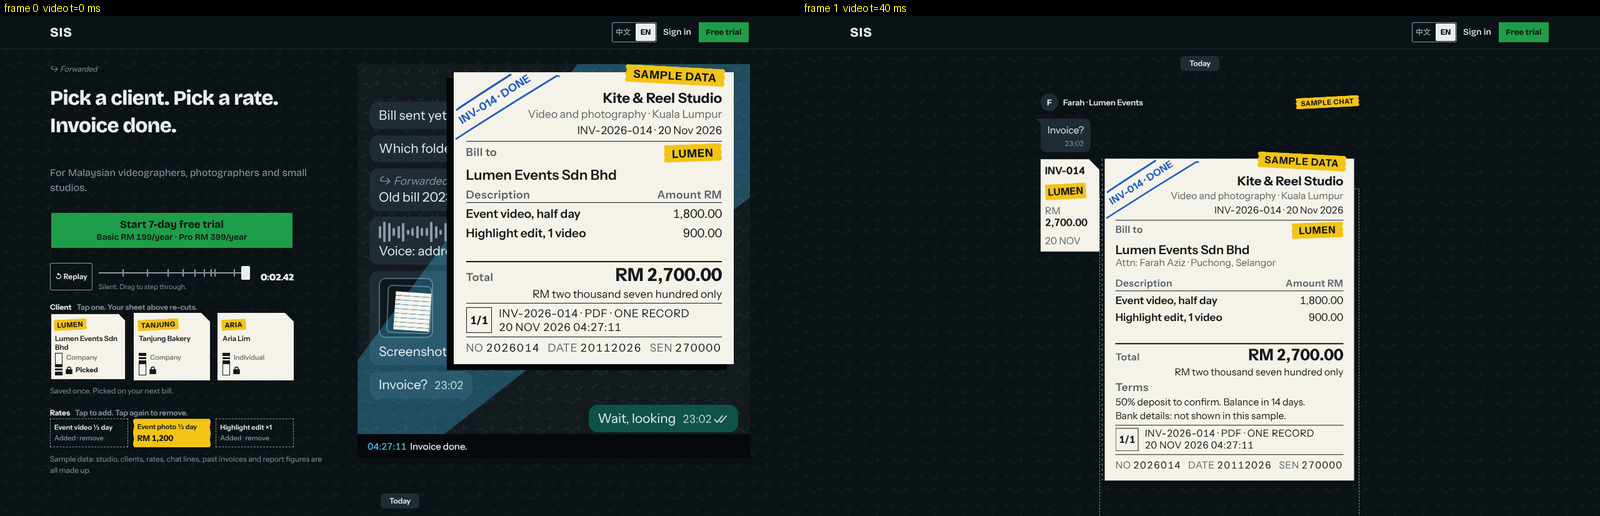 frame 0 video t=0 ms
SIS
中文 EN Sign in Free trial
↪ Forwarded
Pick a client. Pick a rate.
Invoice done.
For Malaysian videographers, photographers and small
studios.
Start 7-day free trial
Basic RM 199/year · Pro RM 399/year
Replay
0:02.42
Silent. Drag to step through.
Client Tap one. Your sheet above re-cuts.
LUMEN
Lumen Events Sdn
Bhd
Company
Picked
TANJUNG
Tanjung Bakery
Company
ARIA
Aria Lim
Individual
Saved once. Picked on your next bill.
Rates Tap to add. Tap again to remove.
Event video ½ day
Added · remove
Event photo ½ day
RM 1,200
Highlight edit ×1
Added · remove
Sample data: studio, clients, rates, chat lines, past invoices and report figures are
all made up.
Bill sent yet
Which folde
↪ Forwarded
Old bill 202
Voice: addr
Screenshot
Invoice? 23:02
Wait, looking 23:02
04:27:11 Invoice done.
INV-014 · DONE
SAMPLE DATA
Kite & Reel Studio
Video and photography · Kuala Lumpur
INV-2026-014 · 20 Nov 2026
Bill to
LUMEN
Lumen Events Sdn Bhd
Description Amount RM
Event video, half day 1,800.00
Highlight edit, 1 video 900.00
Total RM 2,700.00
RM two thousand seven hundred only
1/1
INV-2026-014 · PDF · ONE RECORD
20 NOV 2026 04:27:11
NO 2026014 DATE 20112026 SEN 270000
Today
frame 1 video t=40 ms
SIS
中文 EN Sign in Free trial
Today
F Farah · Lumen Events
SAMPLE CHAT
Invoice?
23:02
INV-014
LUMEN
RM
2,700.00
20 NOV
INV-014 · DONE
SAMPLE DATA
Kite & Reel Studio
Video and photography · Kuala Lumpur
INV-2026-014 · 20 Nov 2026
Bill to
LUMEN
Lumen Events Sdn Bhd
Attn: Farah Aziz · Puchong, Selangor
Description Amount RM
Event video, half day 1,800.00
Highlight edit, 1 video 900.00
Total RM 2,700.00
RM two thousand seven hundred only
Terms
50% deposit to confirm. Balance in 14 days.
Bank details: not shown in this sample.
1/1
INV-2026-014 · PDF · ONE RECORD
20 NOV 2026 04:27:11
NO 2026014 DATE 20112026 SEN 270000